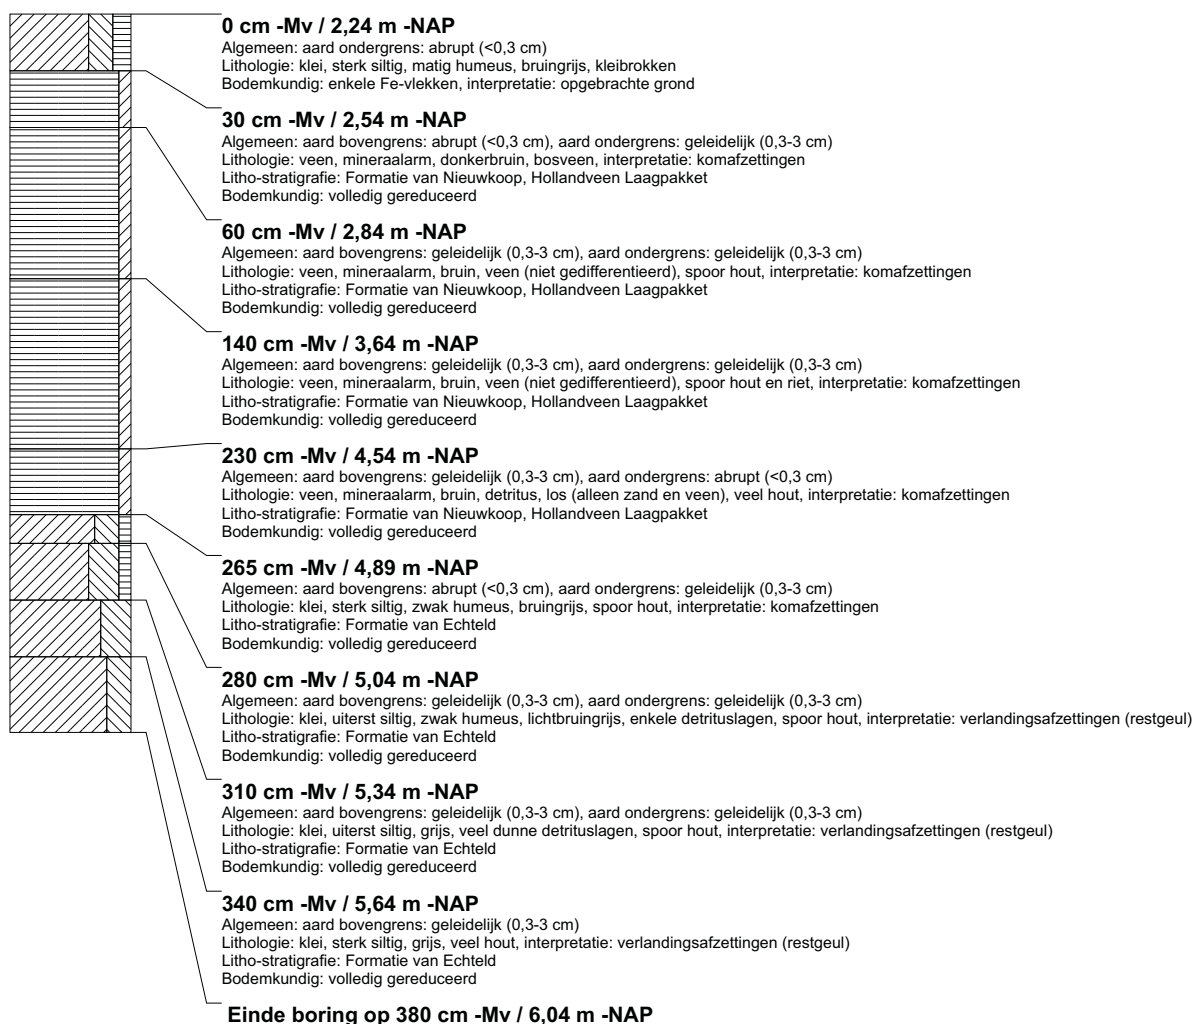 0 cm -Mv / 2,24 m -NAP
Algemeen: aard ondergrens: abrupt (<0,3 cm)
Lithologie: klei, sterk siltig, matig humeus, bruingrijs, kleibrokken
Bodemkundig: enkele Fe-vlekken, interpretatie: opgebrachte grond
30 cm -Mv / 2,54 m -NAP
Algemeen: aard bovengrens: abrupt (<0,3 cm), aard ondergrens: geleidelijk (0,3-3 cm)
Lithologie: veen, mineraalarm, donkerbruin, bosveen, interpretatie: komafzettingen
Litho-stratigrafie: Formatie van Nieuwkoop, Hollandveen Laagpakket
Bodemkundig: volledig gereduceerd
60 cm -Mv / 2,84 m -NAP
Algemeen: aard bovengrens: geleidelijk (0,3-3 cm), aard ondergrens: geleidelijk (0,3-3 cm)
Lithologie: veen, mineraalarm, bruin, veen (niet gedifferentieerd), spoor hout, interpretatie: komafzettingen
Litho-stratigrafie: Formatie van Nieuwkoop, Hollandveen Laagpakket
Bodemkundig: volledig gereduceerd
140 cm -Mv / 3,64 m -NAP
Algemeen: aard bovengrens: geleidelijk (0,3-3 cm), aard ondergrens: geleidelijk (0,3-3 cm)
Lithologie: veen, mineraalarm, bruin, veen (niet gedifferentieerd), spoor hout en riet, interpretatie: komafzettingen
Litho-stratigrafie: Formatie van Nieuwkoop, Hollandveen Laagpakket
Bodemkundig: volledig gereduceerd
230 cm -Mv / 4,54 m -NAP
Algemeen: aard bovengrens: geleidelijk (0,3-3 cm), aard ondergrens: abrupt (<0,3 cm)
Lithologie: veen, mineraalarm, bruin, detritus, los (alleen zand en veen), veel hout, interpretatie: komafzettingen
Litho-stratigrafie: Formatie van Nieuwkoop, Hollandveen Laagpakket
Bodemkundig: volledig gereduceerd
265 cm -Mv / 4,89 m -NAP
Algemeen: aard bovengrens: abrupt (<0,3 cm), aard ondergrens: geleidelijk (0,3-3 cm)
Lithologie: klei, sterk siltig, zwak humeus, bruingrijs, spoor hout, interpretatie: komafzettingen
Litho-stratigrafie: Formatie van Echteld
Bodemkundig: volledig gereduceerd
280 cm -Mv / 5,04 m -NAP
Algemeen: aard bovengrens: geleidelijk (0,3-3 cm), aard ondergrens: geleidelijk (0,3-3 cm)
Lithologie: klei, uiterst siltig, zwak humeus, lichtbruingrijs, enkele detrituslagen, spoor hout, interpretatie: verlandingsafzettingen (restgeul)
Litho-stratigrafie: Formatie van Echteld
Bodemkundig: volledig gereduceerd
310 cm -Mv / 5,34 m -NAP
Algemeen: aard bovengrens: geleidelijk (0,3-3 cm), aard ondergrens: geleidelijk (0,3-3 cm)
Lithologie: klei, uiterst siltig, grijs, veel dunne detrituslagen, spoor hout, interpretatie: verlandingsafzettingen (restgeul)
Litho-stratigrafie: Formatie van Echteld
Bodemkundig: volledig gereduceerd
340 cm -Mv / 5,64 m -NAP
Algemeen: aard bovengrens: geleidelijk (0,3-3 cm)
Lithologie: klei, sterk siltig, grijs, veel hout, interpretatie: verlandingsafzettingen (restgeul)
Litho-stratigrafie: Formatie van Echteld
Bodemkundig: volledig gereduceerd
Einde boring op 380 cm -Mv / 6,04 m -NAP